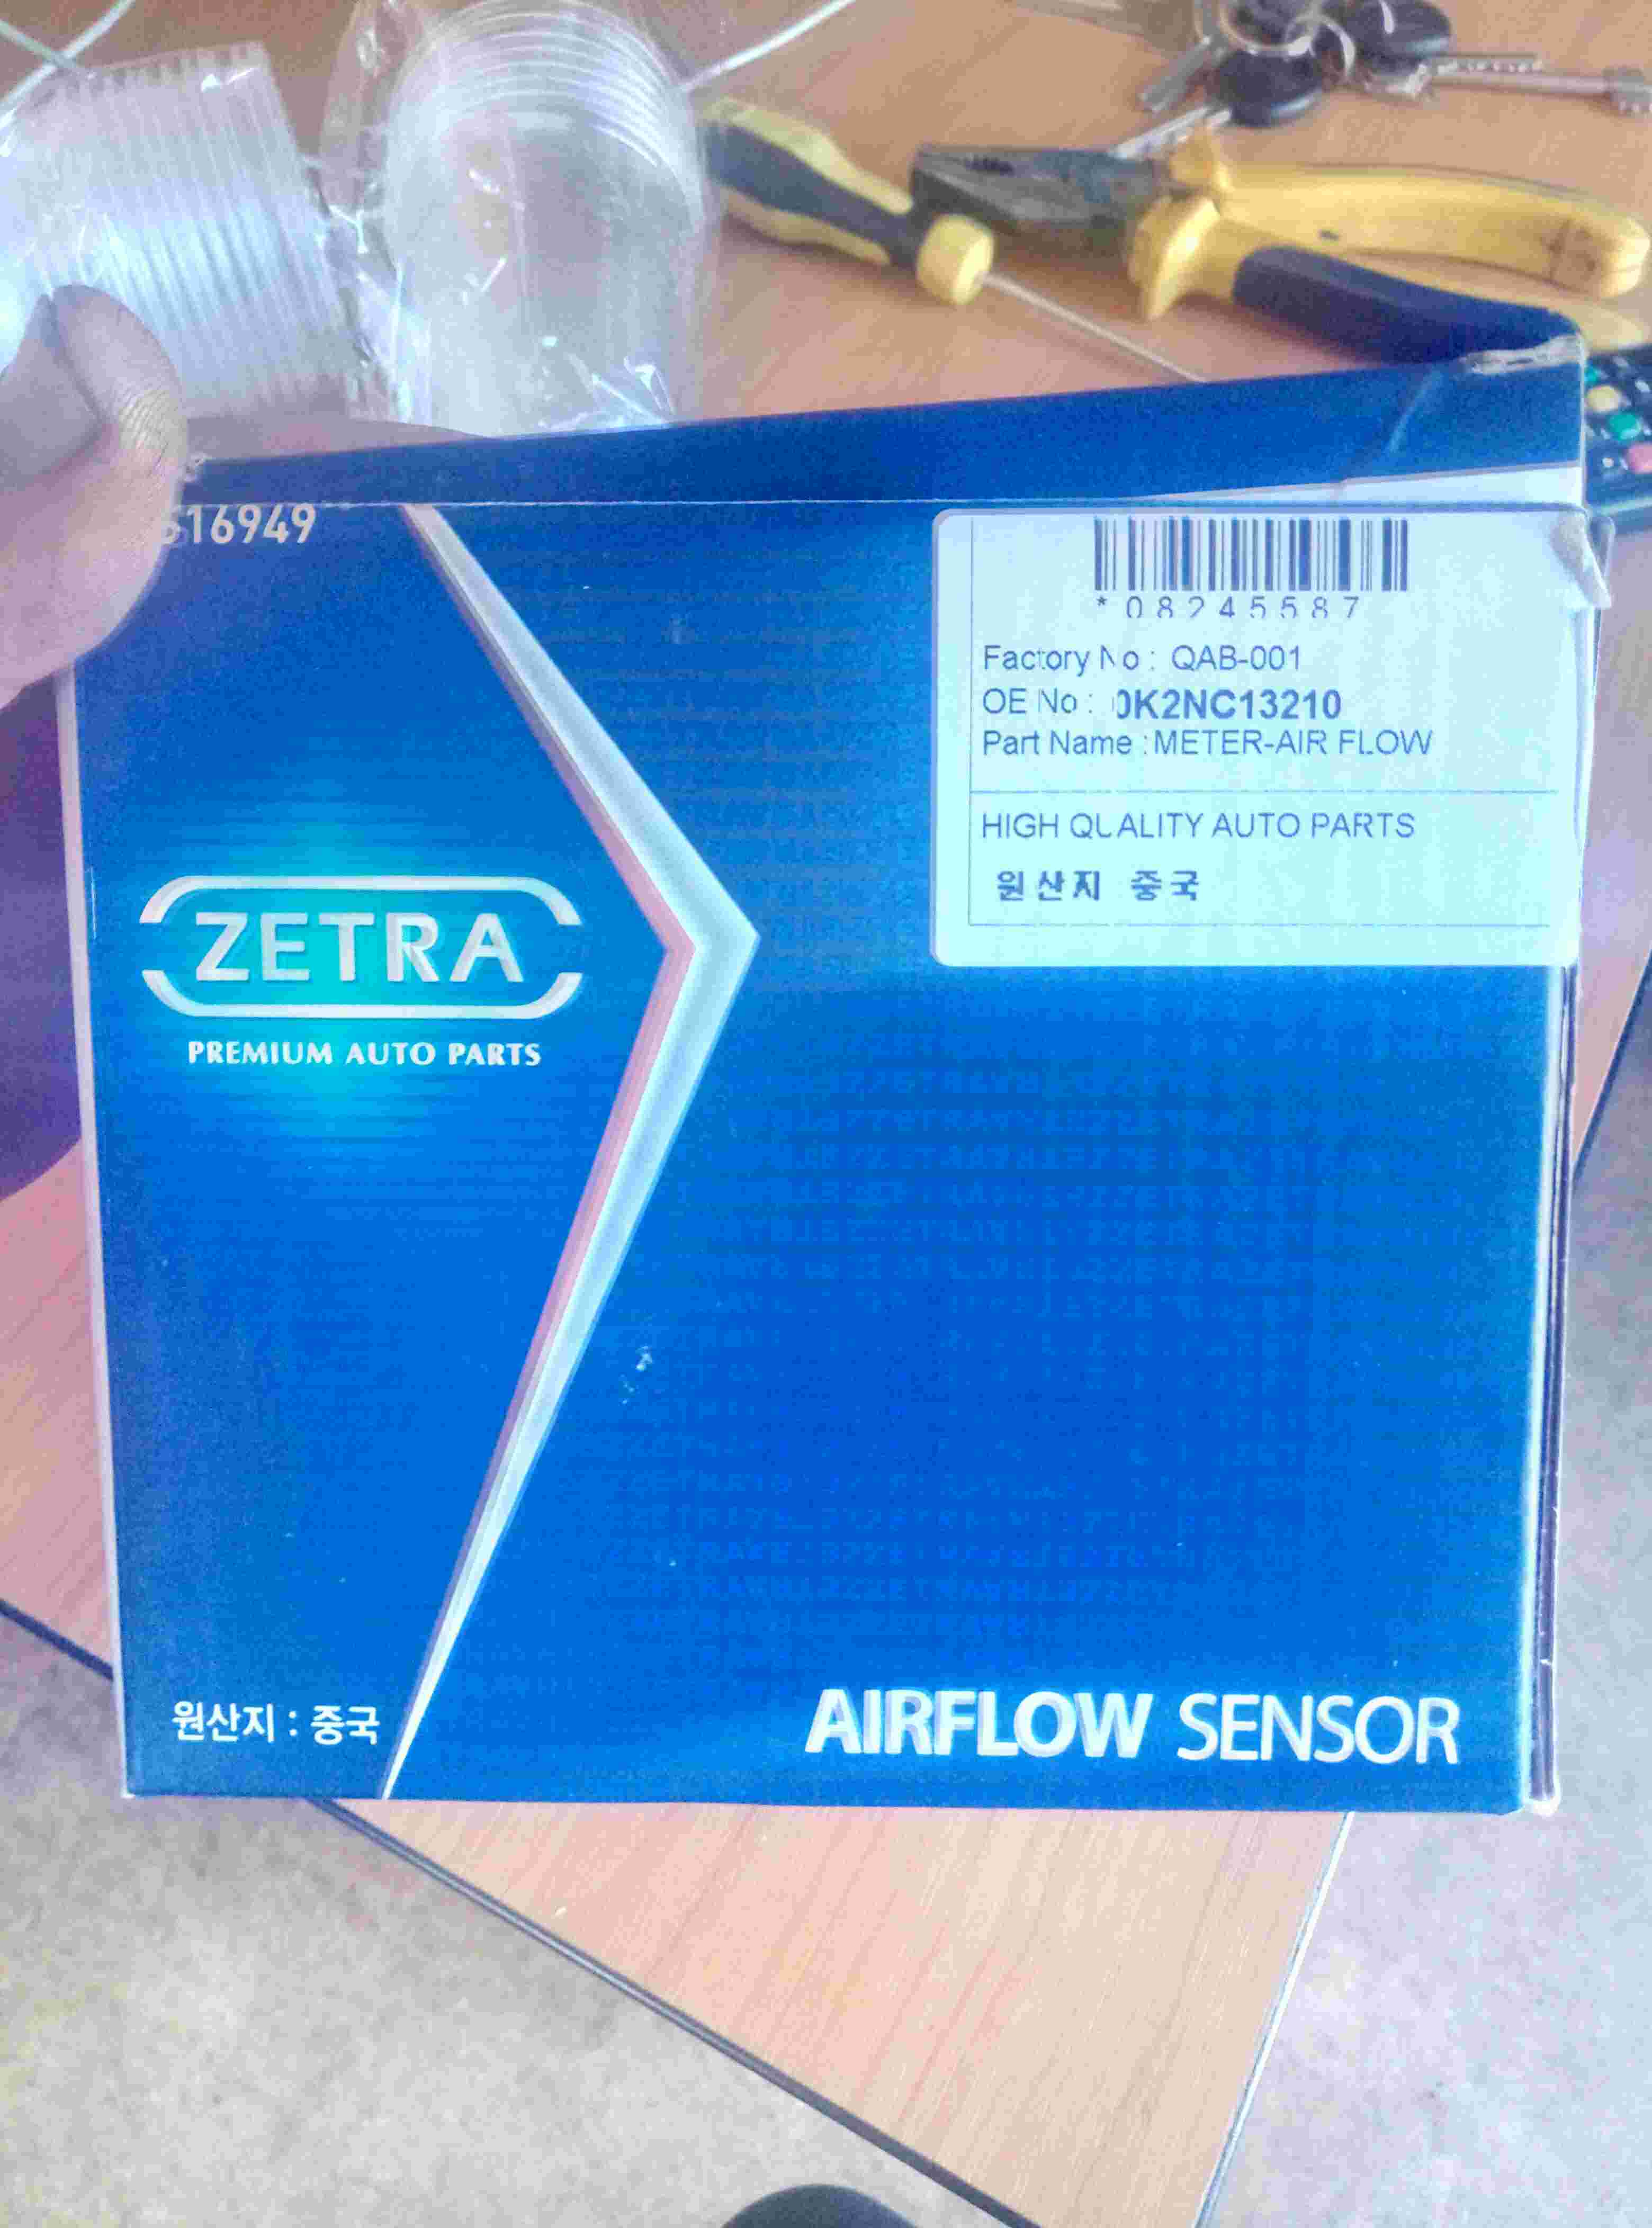 S16949
*08245587
Factory No : QAB-001
OE No : 0K2NC13210
Part Name : METER-AIR FLOW
HIGH QUALITY AUTO PARTS
원산지 중국
ZETRA
PREMIUM AUTO PARTS
원산지 : 중국
AIRFLOW SENSOR